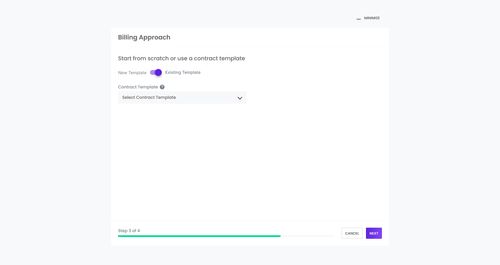 MINIMISE
Billing Approach
Start from scratch or use a contract template
New Template Existing Template
Contract Template ?
Select Contract Template
Step 3 of 4
CANCEL NEXT